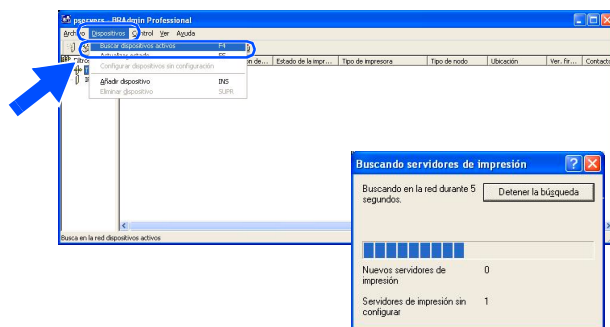 pservers - BRAdmin Professional
Archivo Dispositivos Control Ver Ayuda
Buscar dispositivos activos F4
Actualizar estado F5
Configurar dispositivos sin configuración
Añadir dispositivo INS
Eliminar dispositivo SUPR
Filtros
Estado de la impr... Tipo de impresora Tipo de nodo Ubicación Ver. fir... Contacto
Busca en la red dispositivos activos
Buscando servidores de impresión
Buscando en la red durante 5
segundos.
Detener la búsqueda
Nuevos servidores de 0
impresión
Servidores de impresión sin 1
configurar